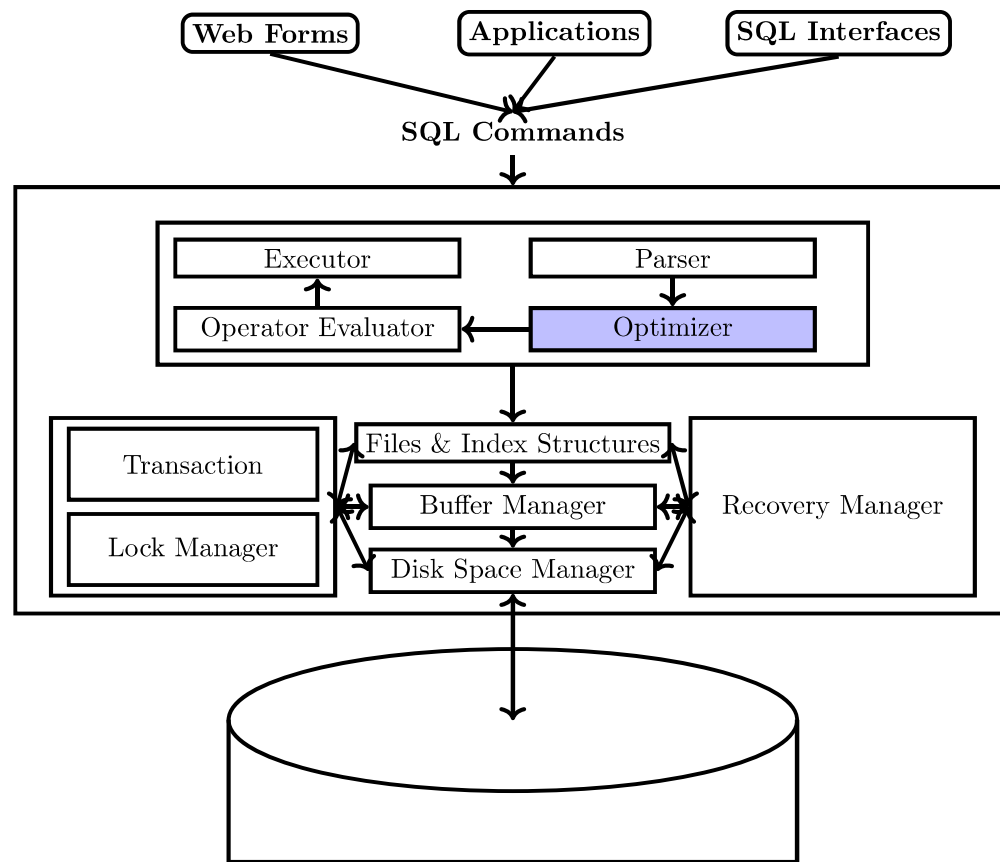 Web Forms
Applications
SQL Interfaces
SQL Commands
Executor
Parser
Operator Evaluator
Optimizer
Files & Index Structures
Transaction
Buffer Manager
Recovery Manager
Lock Manager
Disk Space Manager